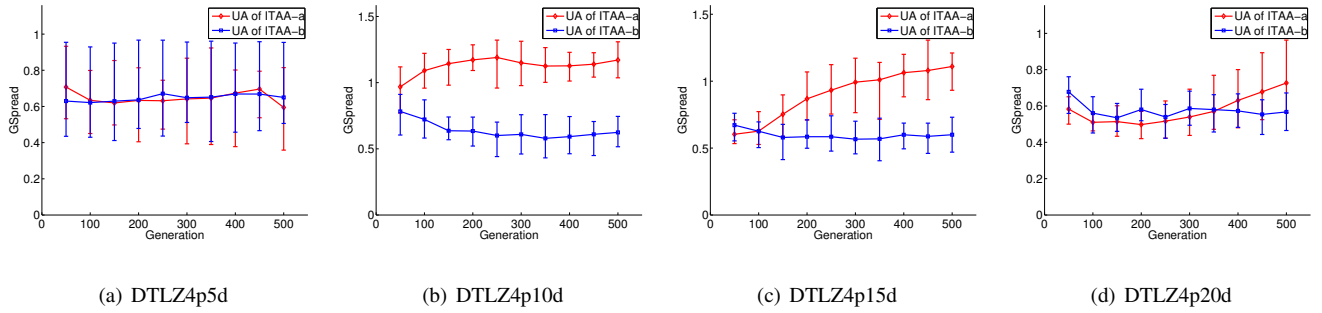 UA of ITAA-a
UA of ITAA-b
GSpread
1
0.8
0.6
0.4
0.2
0
0 100 200 300 400 500
Generation
(a) DTLZ4p5d
UA of ITAA-a
UA of ITAA-b
GSpread
1.5
1
0.5
0
0 100 200 300 400 500
Generation
(b) DTLZ4p10d
UA of ITAA-a
UA of ITAA-b
GSpread
1.5
1
0.5
0
0 100 200 300 400 500
Generation
(c) DTLZ4p15d
UA of ITAA-a
UA of ITAA-b
GSpread
1
0.8
0.6
0.4
0.2
0
0 100 200 300 400 500
Generation
(d) DTLZ4p20d